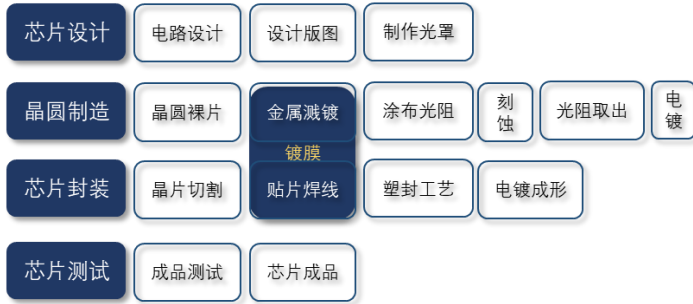 芯片设计 电路设计 设计版图 制作光罩
晶圆制造 晶圆裸片 金属溅镀 涂布光阻 刻蚀 光阻取出 电镀
镀膜
芯片封装 晶片切割 贴片焊线 塑封工艺 电镀成形
芯片测试 成品测试 芯片成品